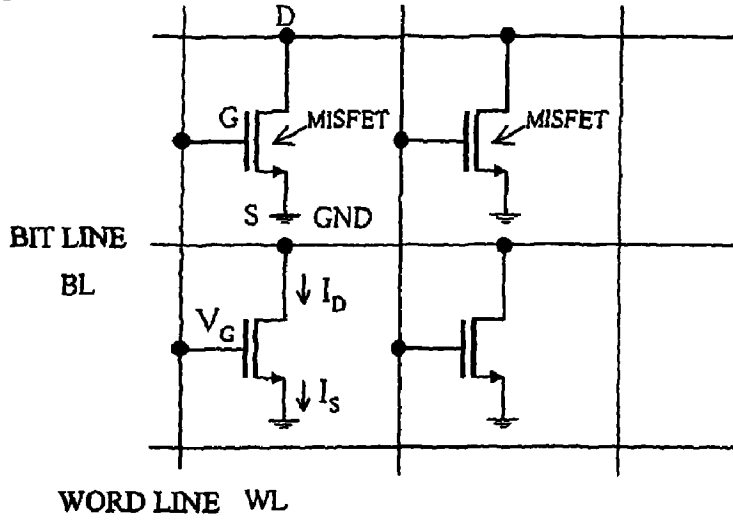 D
G MISFET MISFET
S GND
BIT LINE
BL
I_D
V_G
I_S
WORD LINE WL